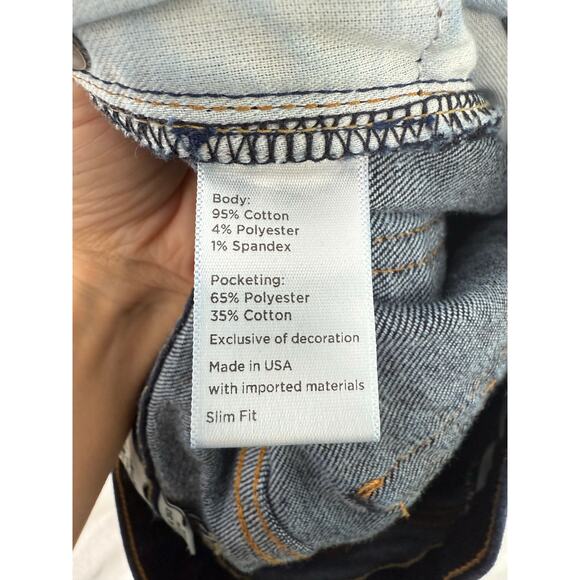 Body:
95% Cotton
4% Polyester
1% Spandex
Pocketing:
65% Polyester
35% Cotton
Exclusive of decoration
Made in USA
with imported materials
Slim Fit